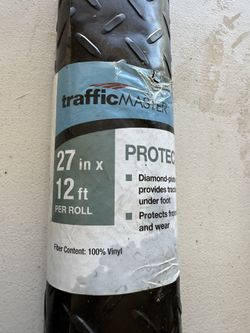 trafficMASTER
27 in x
12 ft
PER ROLL
PROTEC
Diamond-pla
provides trac
under foot
Protects fro
and wear
Fiber Content: 100% Vinyl